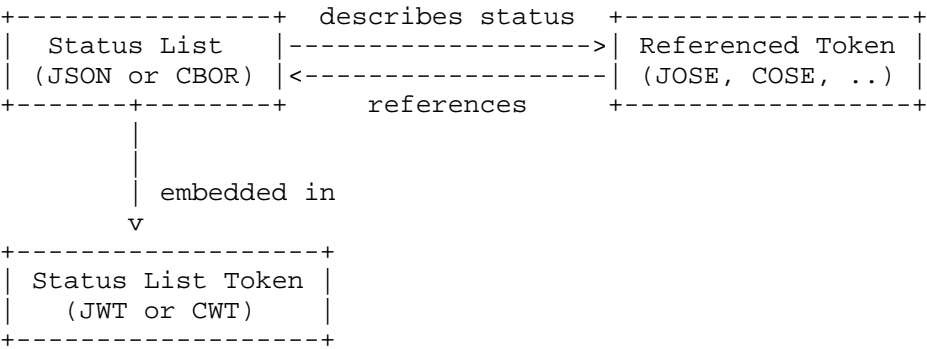 describes status
Status List
Referenced Token
(JSON or CBOR)
(JOSE, COSE, ..)
references
embedded in
v
Status List Token
(JWT or CWT)